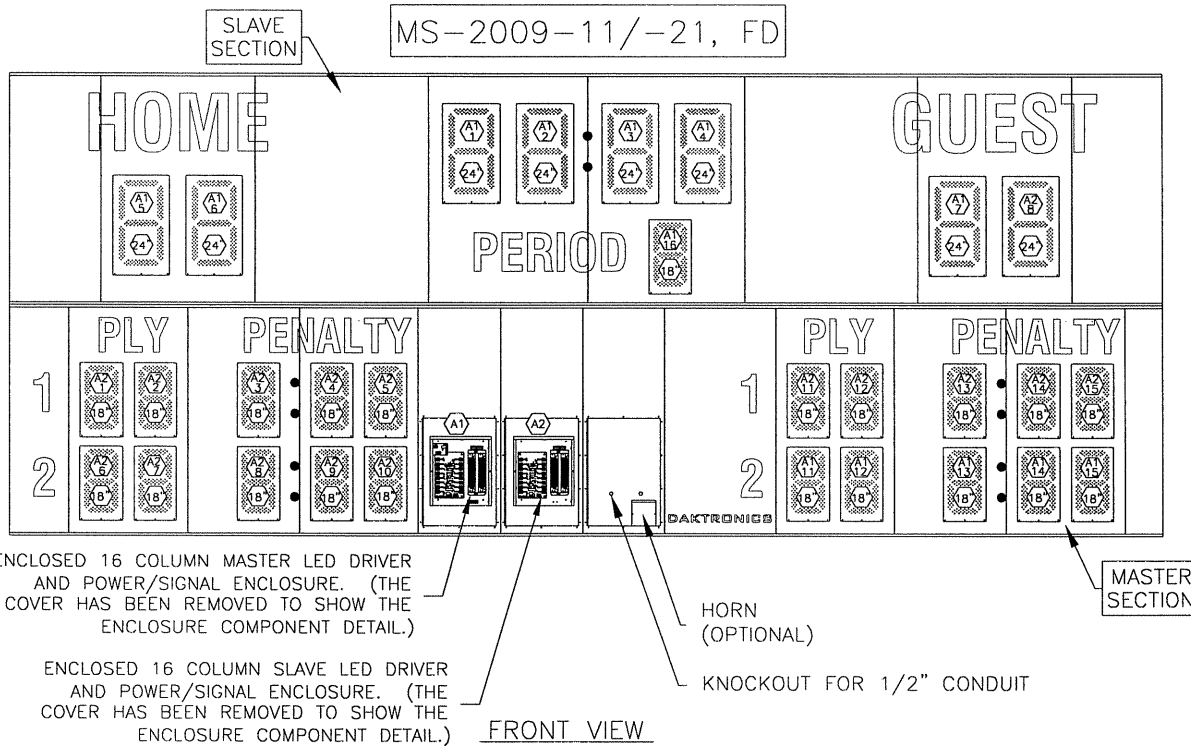 MS-2009-11/-21, FD
SLAVE
SECTION
HOME
GUEST
A1 1
A1 2
A1 3
A1 4
24"
24"
24"
24"
A1 5
A1 6
24"
24"
A1 7
A2 8
24"
24"
PERIOD
A1 16
18"
PLY PENALTY
PLY PENALTY
1
A2 1
A2 2
A2 3
A2 4
A2 5
18"
18"
18"
18"
18"
1
A2 11
A2 12
A2 13
A2 14
A2 15
18"
18"
18"
18"
18"
2
A2 6
A2 7
A2 8
A2 9
A2 10
18"
18"
18"
18"
18"
A1
A2
2
A1 11
A1 12
A1 13
A1 14
A1 15
18"
18"
18"
18"
18"
DAKTRONICS
ENCLOSED 16 COLUMN MASTER LED DRIVER
AND POWER/SIGNAL ENCLOSURE. (THE
COVER HAS BEEN REMOVED TO SHOW THE
ENCLOSURE COMPONENT DETAIL.)
MASTER
SECTION
HORN
(OPTIONAL)
KNOCKOUT FOR 1/2" CONDUIT
ENCLOSED 16 COLUMN SLAVE LED DRIVER
AND POWER/SIGNAL ENCLOSURE. (THE
COVER HAS BEEN REMOVED TO SHOW THE
ENCLOSURE COMPONENT DETAIL.)
FRONT VIEW